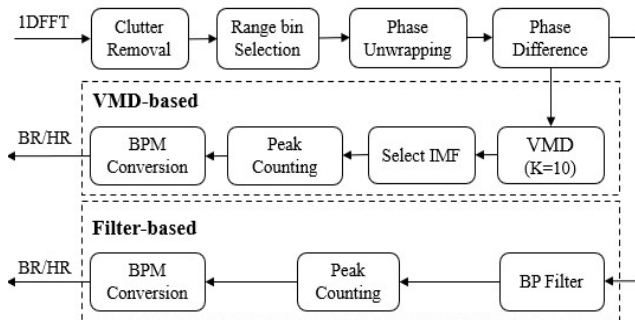 1DFFT
Clutter
Removal
Range bin
Selection
Phase
Unwrapping
Phase
Difference
VMD-based
BR/HR
BPM
Conversion
Peak
Counting
Select IMF
VMD
(K=10)
Filter-based
BR/HR
BPM
Conversion
Peak
Counting
BP Filter